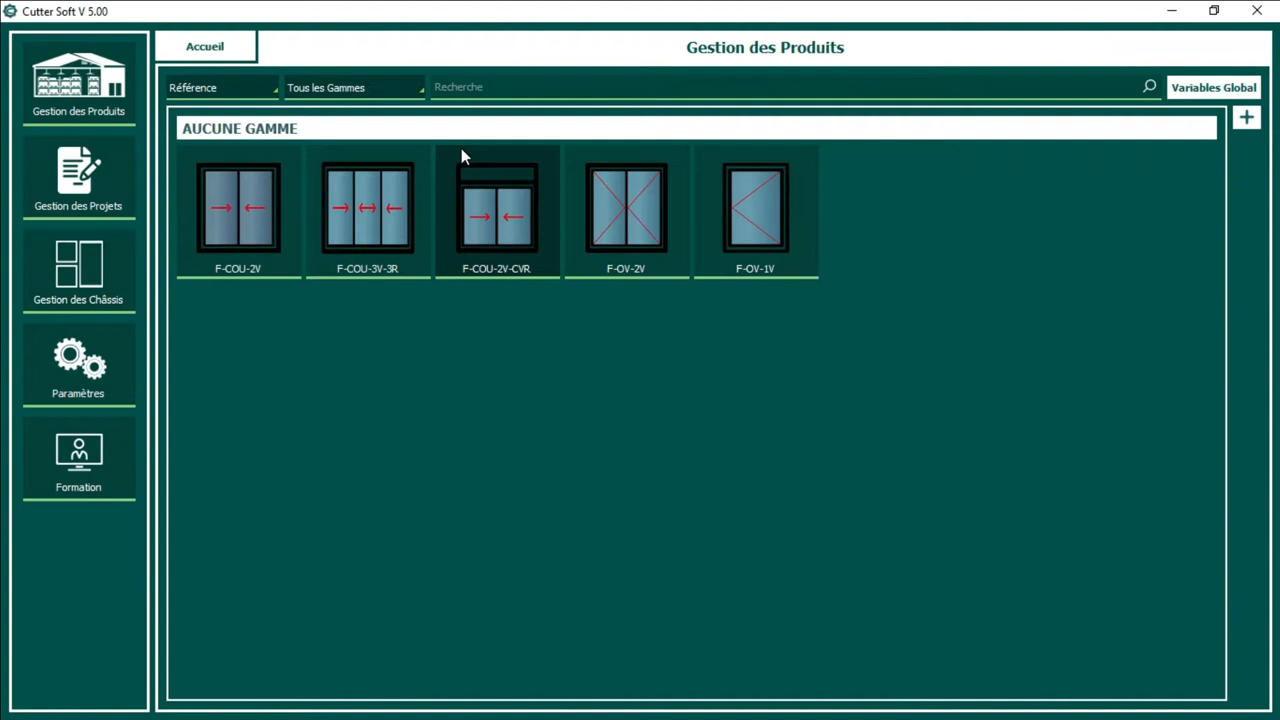 Cutter Soft V 5.00
Accueil
Gestion des Produits
Gestion des Produits
Gestion des Projets
Gestion des Châssis
Paramètres
Formation
Référence
Tous les Gammes
Recherche
Variables Global
AUCUNE GAMME
F-COU-2V
F-COU-3V-3R
F-COU-2V-CVR
F-OV-2V
F-OV-1V